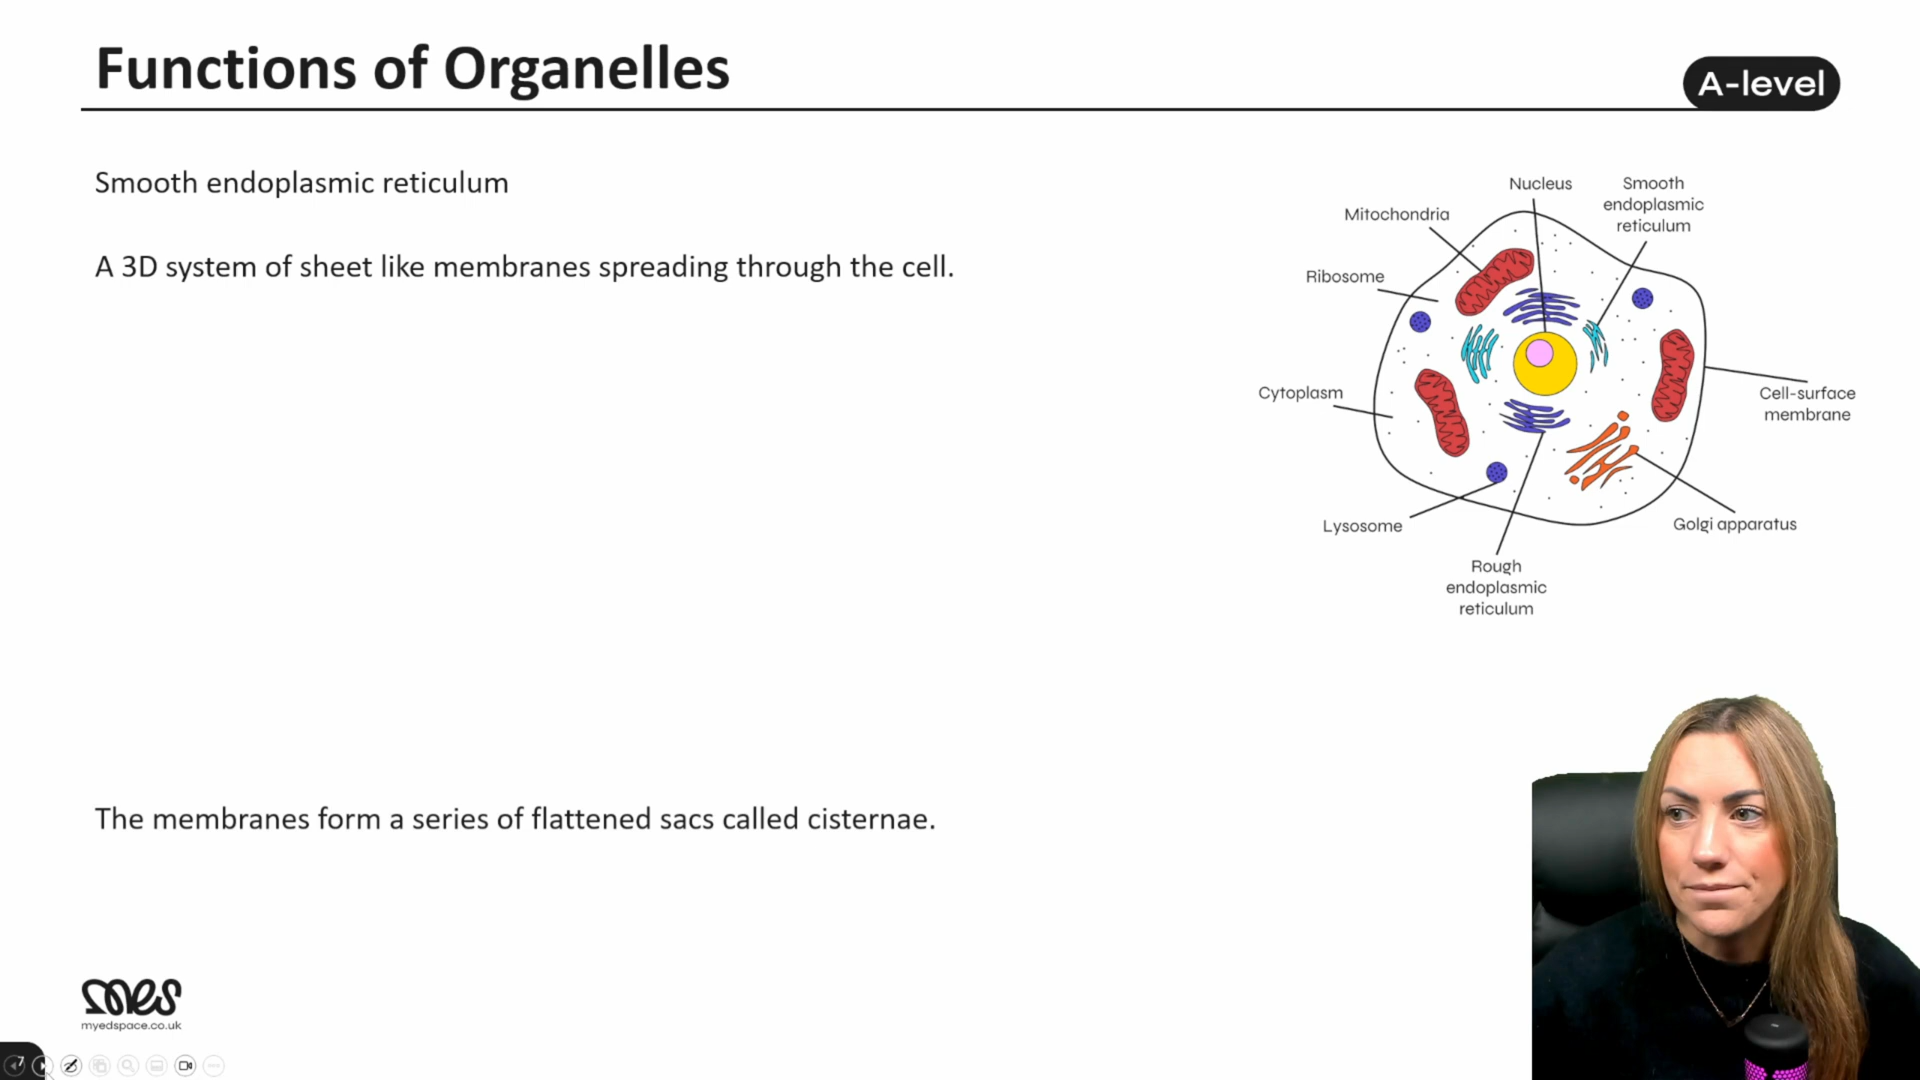 Functions of Organelles
A-level
Smooth endoplasmic reticulum
A 3D system of sheet like membranes spreading through the cell.
Nucleus
Smooth
endoplasmic
reticulum
Mitochondria
Ribosome
Cytoplasm
Cell-surface
membrane
Lysosome
Golgi apparatus
Rough
endoplasmic
reticulum
The membranes form a series of flattened sacs called cisternae.
mes
myedspace.co.uk
7